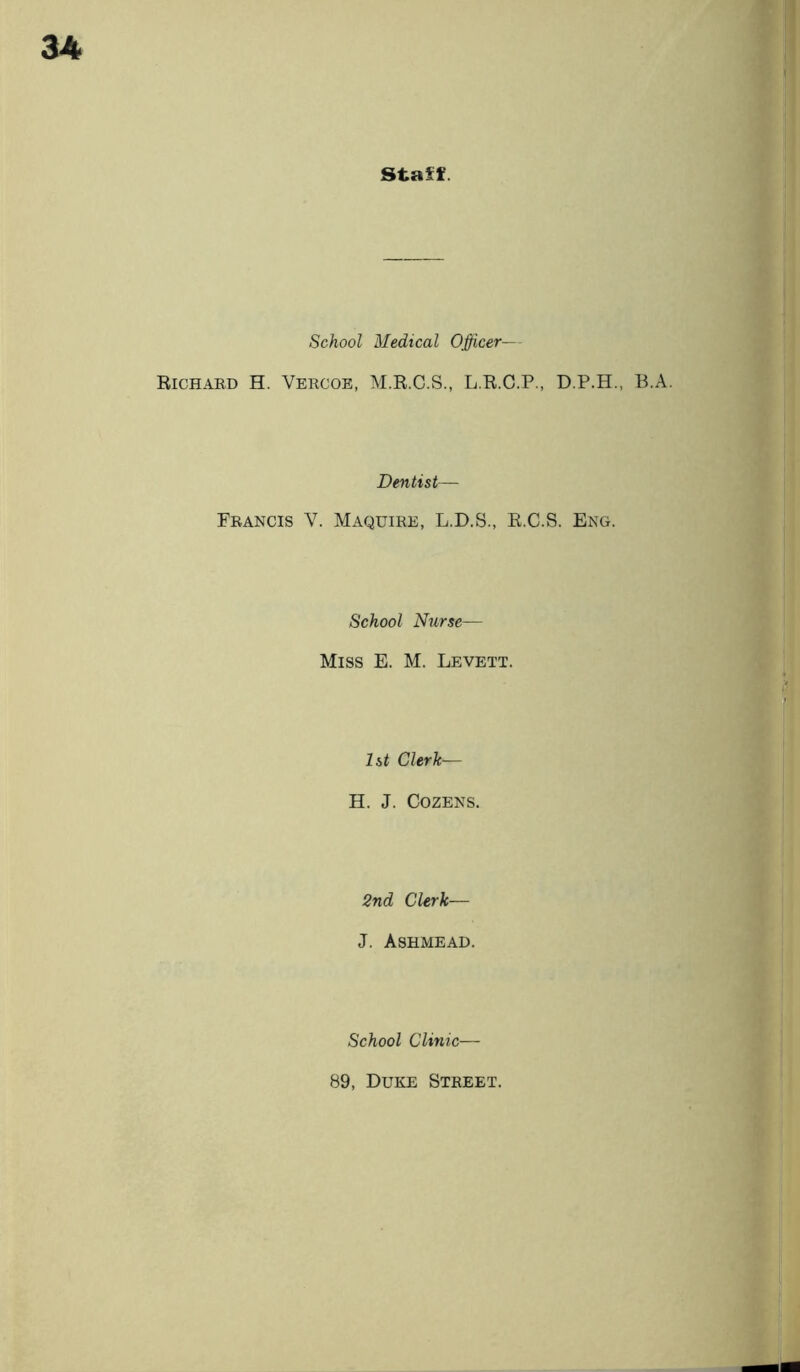 34
Staff.
School Medical Officer—
Richard H. Vercoe, M.R.C.S., L.R.C.P., D.P.H., B.A.
Dentist—
Francis V. Maquire, L.D.S., R.C.S. Eng.
School Nurse—
Miss E. M. Levett.
1st Clerk—
H. J. Cozens.
2nd Clerk—
J. Ashmead.
School Clinic—
89, Duke Street.